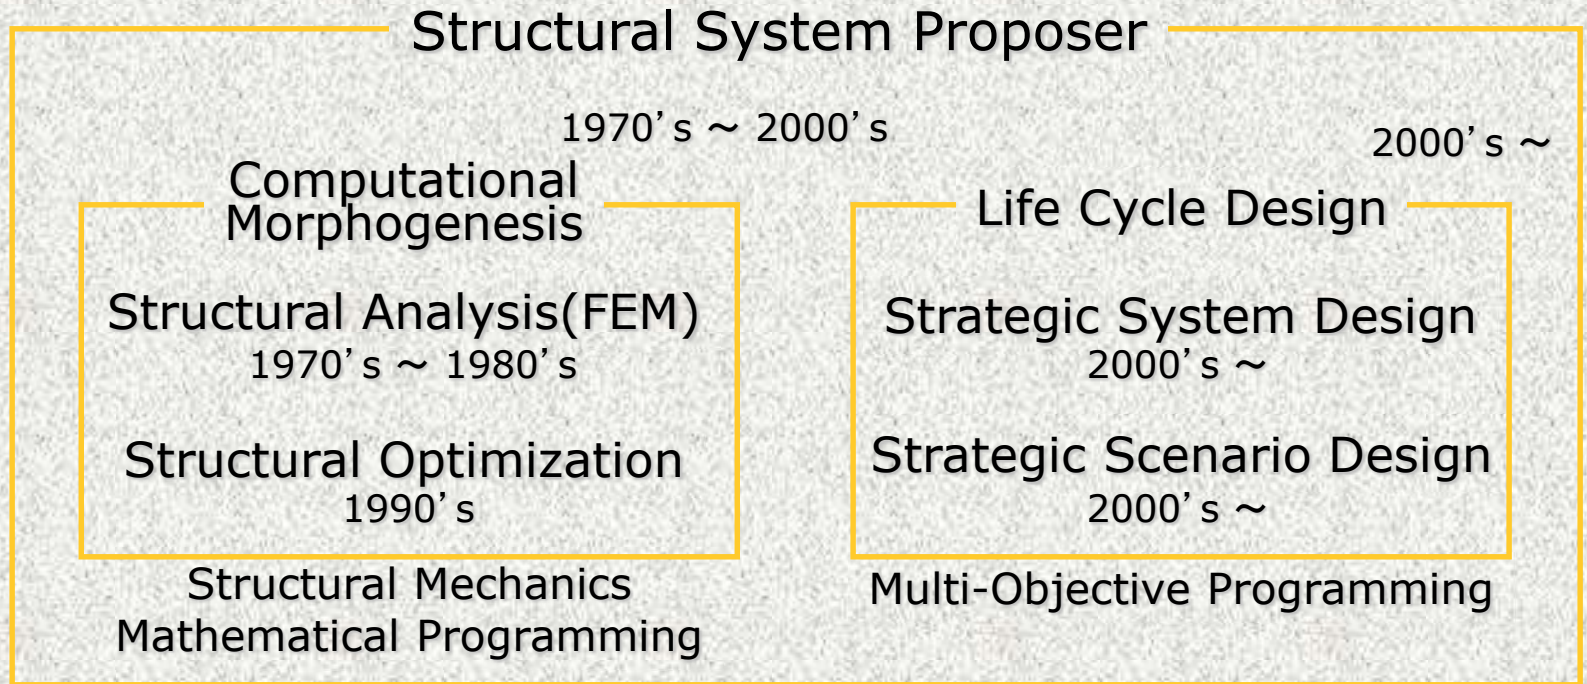 Structural System Proposer
1970’s ～ 2000’s
2000’s ～
Computational
Morphogenesis
Structural Analysis(FEM)
1970’s ～ 1980’s
Structural Optimization
1990’s
Structural Mechanics
Mathematical Programming
Life Cycle Design
Strategic System Design
2000’s ～
Strategic Scenario Design
2000’s ～
Multi-Objective Programming